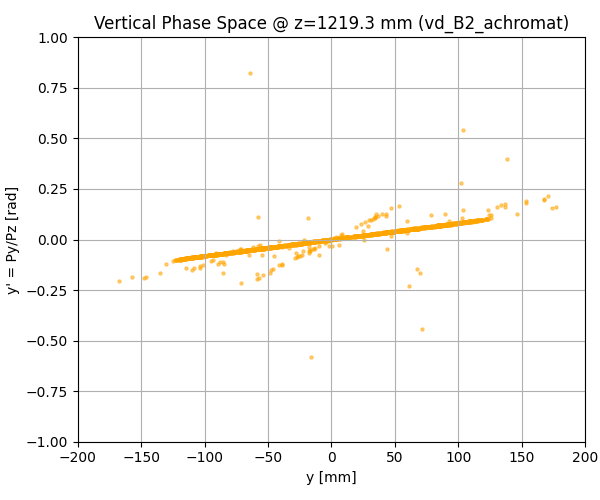 Vertical Phase Space @ z=1219.3 mm (vd_B2_achromat)
1.00
0.75
0.50
0.25
0.00
−0.25
−0.50
−0.75
−1.00
y' = Py/Pz [rad]
−200 −150 −100 −50 0 50 100 150 200
y [mm]